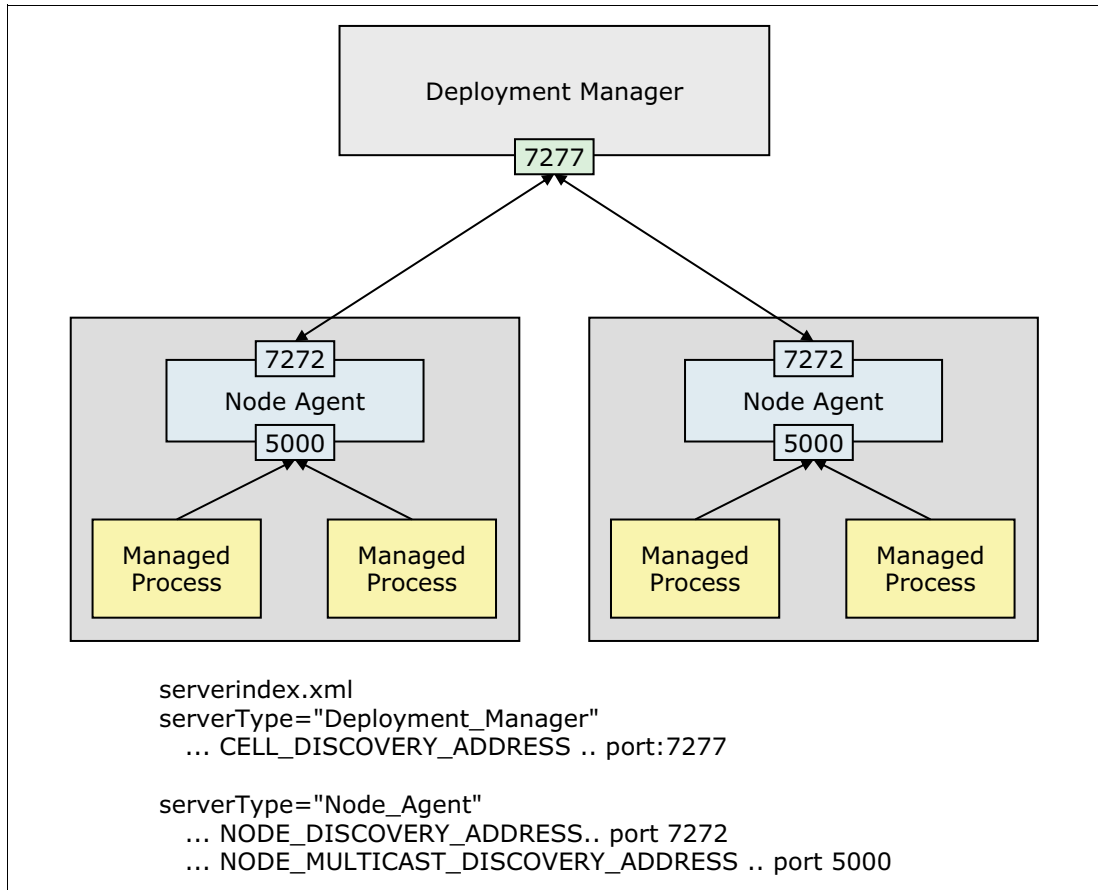 Deployment Manager
7277
7272
Node Agent
5000
Managed
Process
Managed
Process
7272
Node Agent
5000
Managed
Process
Managed
Process
serverindex.xml
serverType="Deployment_Manager"
... CELL_DISCOVERY_ADDRESS .. port:7277
serverType="Node_Agent"
... NODE_DISCOVERY_ADDRESS.. port 7272
... NODE_MULTICAST_DISCOVERY_ADDRESS .. port 5000